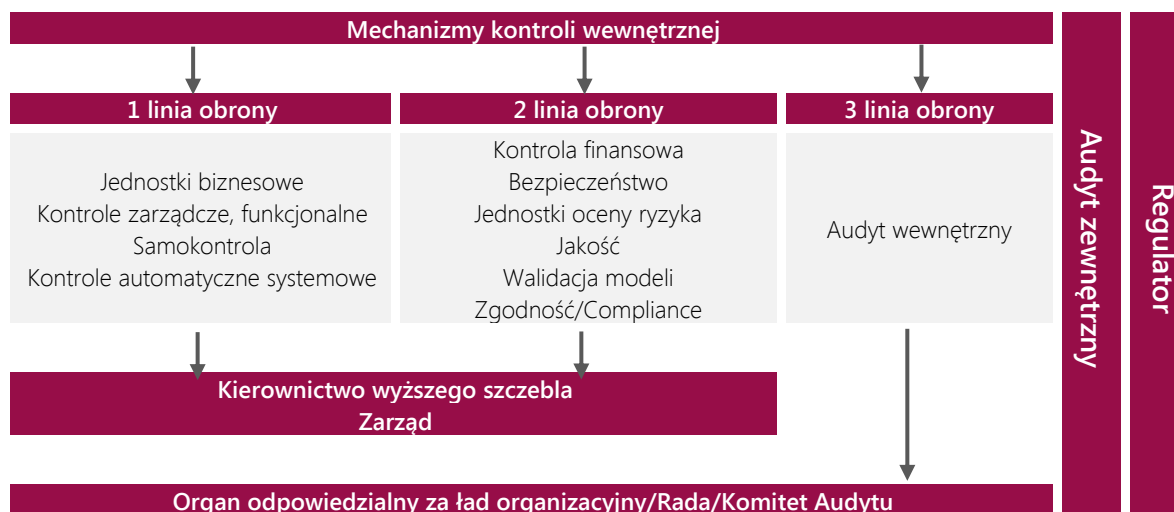 Mechanizmy kontroli wewnętrznej
1 linia obrony
Jednostki biznesowe
Kontrole zarządcze, funkcjonalne
Samokontrola
Kontrole automatyczne systemowe
2 linia obrony
Kontrola finansowa
Bezpieczeństwo
Jednostki oceny ryzyka
Jakość
Walidacja modeli
Zgodność/Compliance
3 linia obrony
Audyt wewnętrzny
Kierownictwo wyższego szczebla
Zarząd
Organ odpowiedzialny za ład organizacyjny/Rada/Komitet Audytu
Audyt zewnętrzny
Regulator